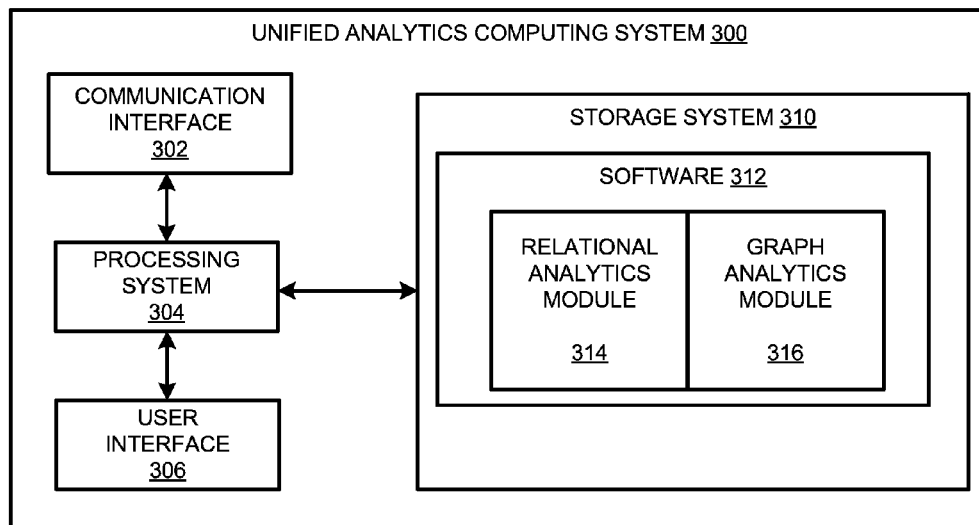 UNIFIED ANALYTICS COMPUTING SYSTEM 300
COMMUNICATION
INTERFACE
302
PROCESSING
SYSTEM
304
USER
INTERFACE
306
STORAGE SYSTEM 310
SOFTWARE 312
RELATIONAL
ANALYTICS
MODULE
314
GRAPH
ANALYTICS
MODULE
316